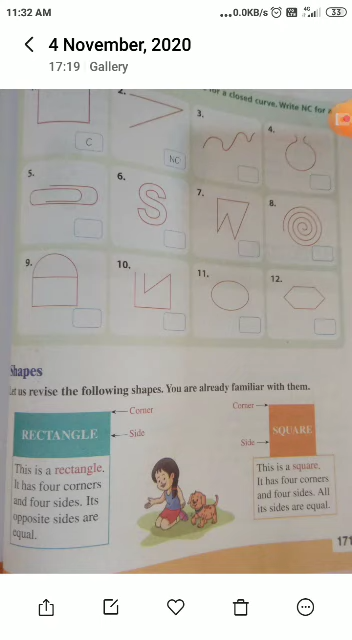 11:32 AM
...0.0KB/s 4G 33
4 November, 2020
17:19 Gallery
for a closed curve. Write NC for a
2.
3.
4.
C
NC
5.
6.
7.
8.
9.
10.
11.
12.
Shapes
Let us revise the following shapes. You are already familiar with them.
Corner
Side
RECTANGLE
This is a rectangle.
It has four corners
and four sides. Its
opposite sides are
equal.
Corner
Side
SQUARE
This is a square.
It has four corners
and four sides. All
its sides are equal.
171